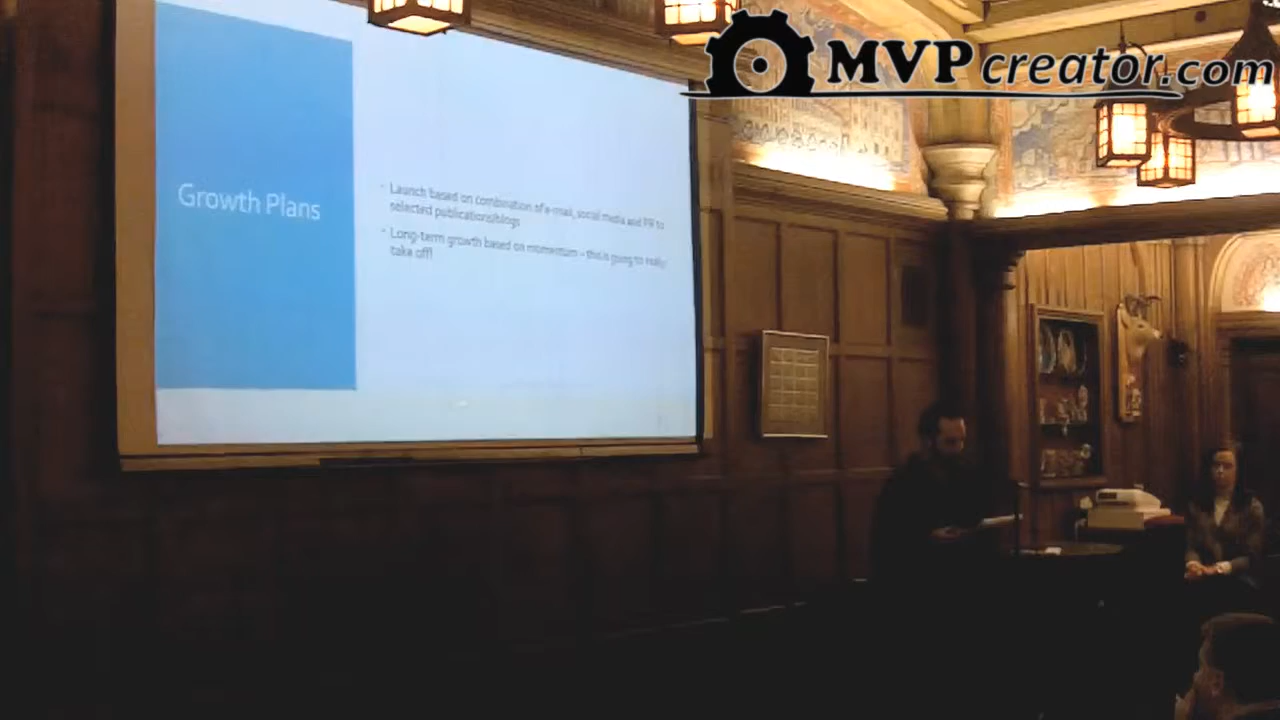 MVPcreator.com
Growth Plans
- Launch based on combination of e-mail, social media and PR to
selected publications/blogs
- Long-term growth based on momentum – this is going to really
take off!